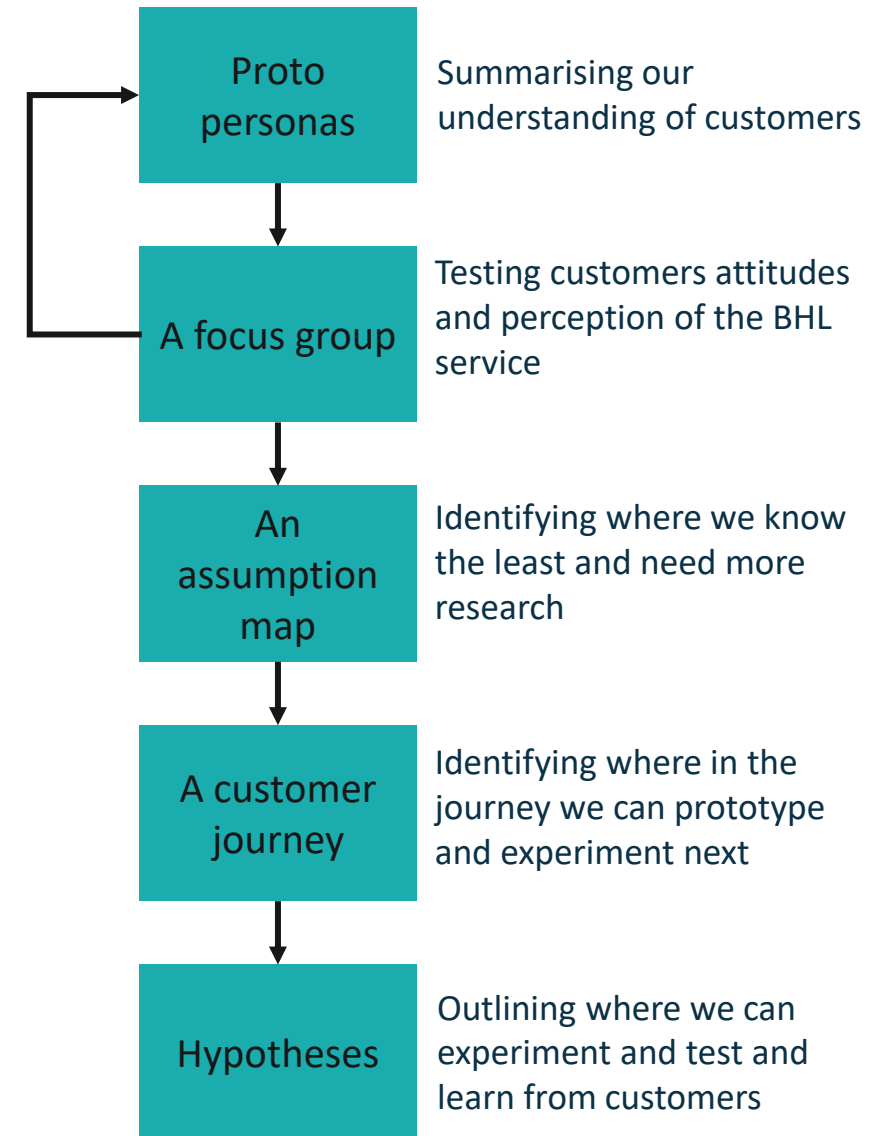 Proto
personas
Summarising our
understanding of customers
A focus group
Testing customers attitudes
and perception of the BHL
service
An
assumption
map
Identifying where we know
the least and need more
research
A customer
journey
Identifying where in the
journey we can prototype
and experiment next
Hypotheses
Outlining where we can
experiment and test and
learn from customers